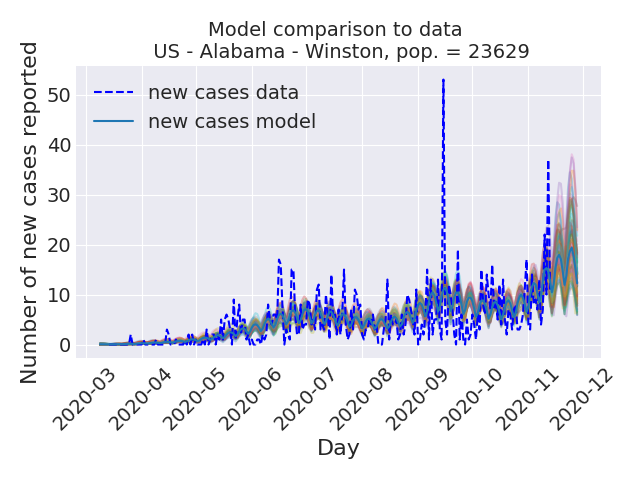 Model comparison to data
US - Alabama - Winston, pop. = 23629
Number of new cases reported
50
40
30
20
10
0
new cases data
new cases model
2020-03
2020-04
2020-05
2020-06
2020-07
2020-08
2020-09
2020-10
2020-11
2020-12
Day